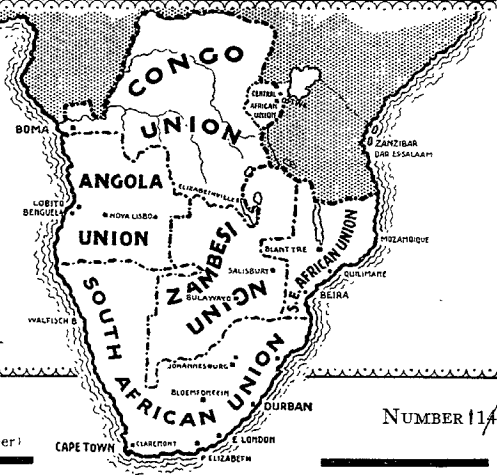 CONGO
UNION
CENTRAL
AFRICAN
UNION
BOMA
ZANZIBAR
DAR ESSALAAM
ANGOLA
UNION
ELIZABETHVILLE
LOBITO
BENGUELA
NOVA LISBOA
ZAMBESI
UNION
BLANTYRE
SALISBURY
BULAWAYO
S.E. AFRICAN UNION
MOZAMBIQUE
QUILIMANE
BEIRA
WALFISCH B
SOUTH AFRICAN UNION
JOHANNESBURG
BLOEMFONTEIN
DURBAN
CAPE TOWN
CLAREMONT
E LONDON
P ELIZABETH
NUMBER 14
er)